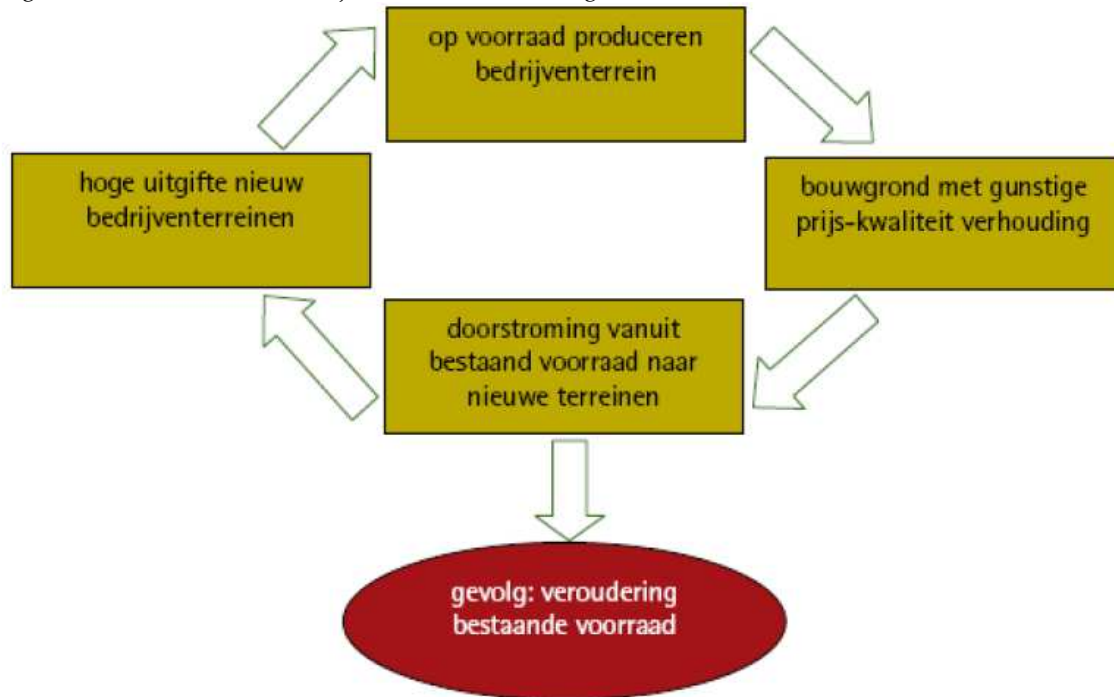 op voorraad produceren
bedrijventerrein
hoge uitgifte nieuw
bedrijventerreinen
bouwgrond met gunstige
prijs-kwaliteit verhouding
doorstroming vanuit
bestaand voorraad naar
nieuwe terreinen
gevolg: veroudering
bestaande voorraad